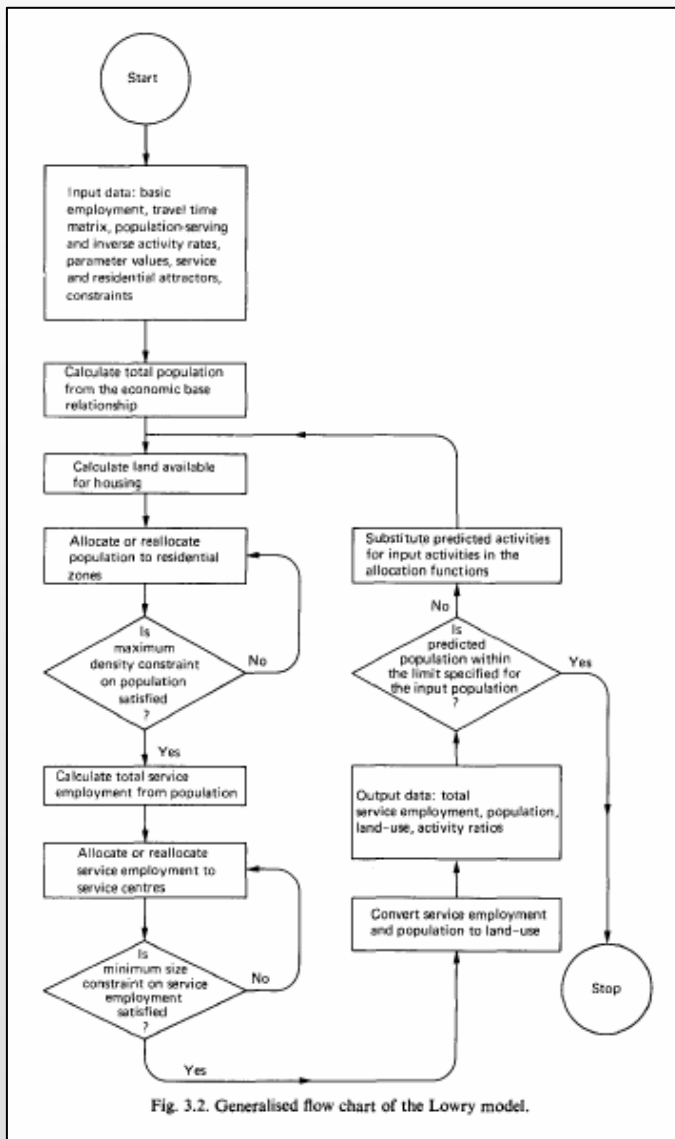 Start
Input data: basic
employment, travel time
matrix, population-serving
and inverse activity rates,
parameter values, service
and residential attractors,
constraints
Calculate total population
from the economic base
relationship
Calculate land available
for housing
Allocate or reallocate
population to residential
zones
Is
maximum
density constraint
on population
satisfied
?
No
Yes
Calculate total service
employment from population
Allocate or reallocate
service employment to
service centres
Is
minimum size
constraint on service
employment
satisfied
?
No
Yes
Convert service employment
and population to land-use
Output data: total
service employment, population,
land-use, activity ratios
Is
predicted
population within
the limit specified for
the input population
?
No
Yes
Substitute predicted activities
for input activities in the
allocation functions
Stop
Fig. 3.2. Generalised flow chart of the Lowry model.